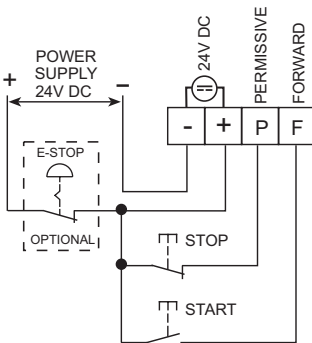 POWER
SUPPLY
24V DC
+
–
24V DC
PERMISSIVE
FORWARD
- + P F
E-STOP
OPTIONAL
STOP
START